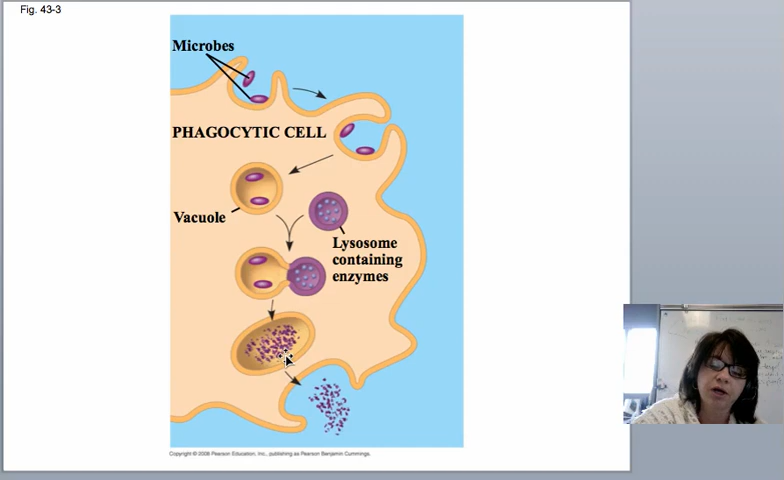 Fig. 43-3
Microbes
PHAGOCYTIC CELL
Vacuole
Lysosome
containing
enzymes
Copyright © 2008 Pearson Education, Inc., publishing as Pearson Benjamin Cummings.